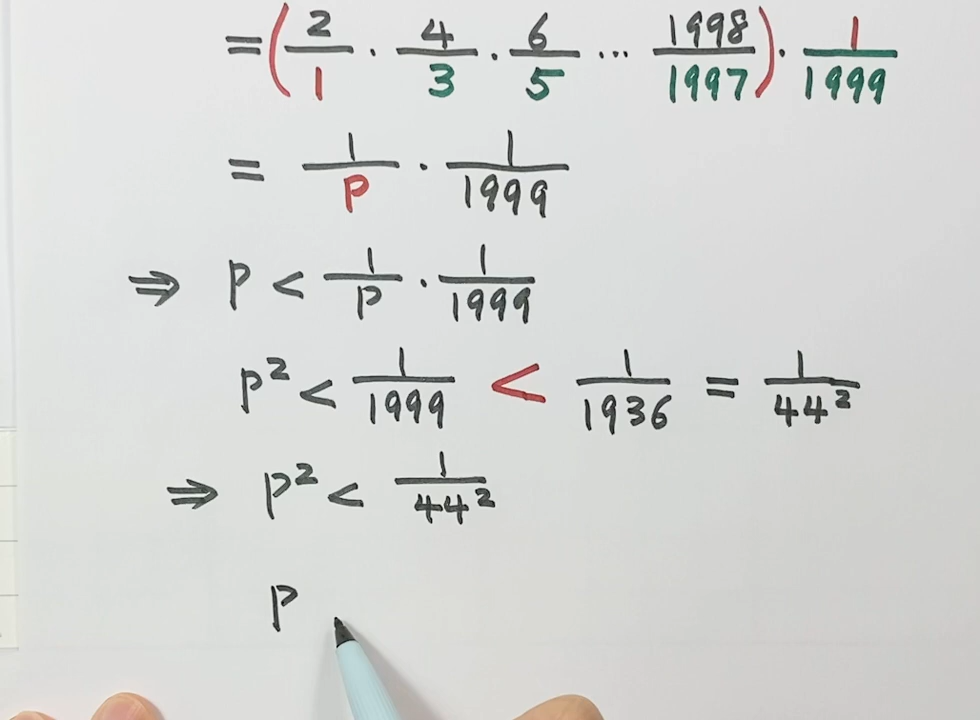 =(2/1 · 4/3 · 6/5 ... 1998/1997) · 1/1999
= 1/P · 1/1999
⇒ P < 1/P · 1/1999
P² < 1/1999 < 1/1936 = 1/44²
⇒ P² < 1/44²
P